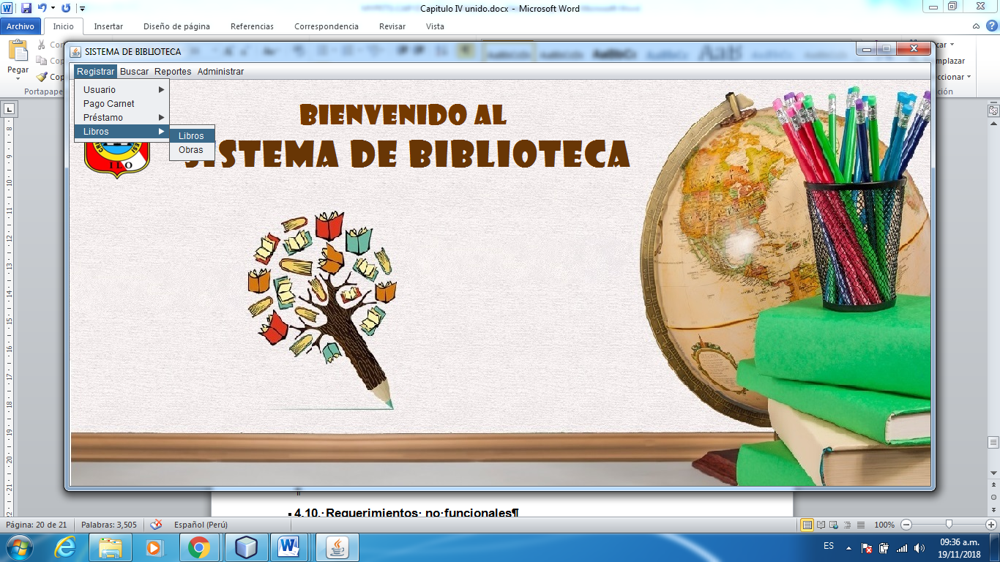 Capitulo IV unido.docx - Microsoft Word
Archivo Inicio Insertar Diseño de página Referencias Correspondencia Revisar Vista
Pegar
SISTEMA DE BIBLIOTECA
Registrar Buscar Reportes Administrar
Usuario
Pago Carnet
Préstamo
Libros
Libros
Obras
BIENVENIDO AL
SISTEMA DE BIBLIOTECA
ILO
4.10. Requerimientos no funcionales¶
Página: 20 de 21 Palabras: 3,505 Español (Perú) 100%
ES 09:36 a.m.
19/11/2018